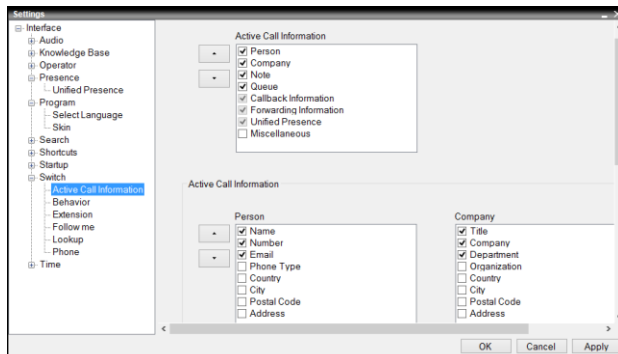 Settings
Interface
Audio
Knowledge Base
Operator
Presence
Unified Presence
Program
Select Language
Skin
Search
Shortcuts
Startup
Switch
Active Call Information
Behavior
Extension
Follow me
Lookup
Phone
Time
Active Call Information
Person
Company
Note
Queue
Callback Information
Forwarding Information
Unified Presence
Miscellaneous
Active Call Information
Person
Name
Number
Email
Phone Type
Country
City
Postal Code
Address
Company
Title
Company
Department
Organization
Country
City
Postal Code
Address
OK Cancel Apply